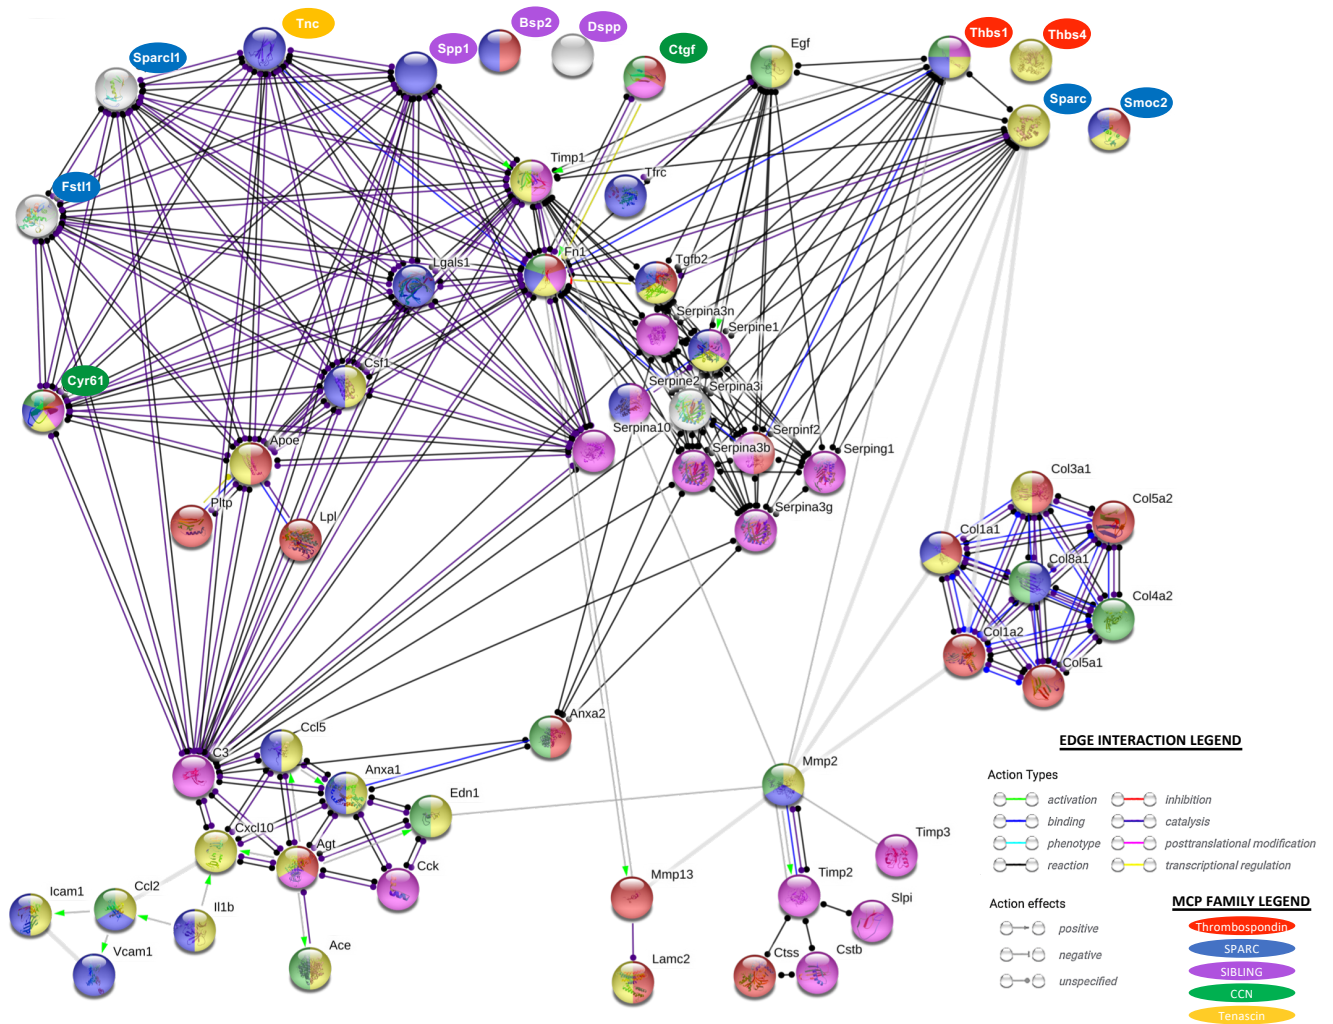 Tnc
Bsp2
Dspp
Spp1
Sparcl1
Ctgf
Egf
Thbs1
Thbs4
Sparc
Smoc2
Timp1
Tfrc
Fstl1
Fn1
Tgfb2
Lgals1
Serpina3n
Serpine1
Csf1
Cyr61
Serpine2
Serpina3i
Serpina10
Serpinf2
Apoe
Serpina3b
Serping1
Pltp
Lpl
Serpina3g
Col3a1
Col5a2
Col1a1
Col8a1
Col4a2
Col1a2
Col5a1
Anxa2
Ccl5
C3
Anxa1
Edn1
Mmp2
Cxcl10
Agt
Cck
Timp3
Mmp13
Timp2
Slpi
Icam1
Ccl2
Il1b
Vcam1
Ace
Lamc2
Ctss
Cstb
EDGE INTERACTION LEGEND
Action Types
activation
inhibition
binding
catalysis
phenotype
posttranslational modification
reaction
transcriptional regulation
Action effects
positive
negative
unspecified
MCP FAMILY LEGEND
Thrombospondin
SPARC
SIBLING
CCN
Tenascin